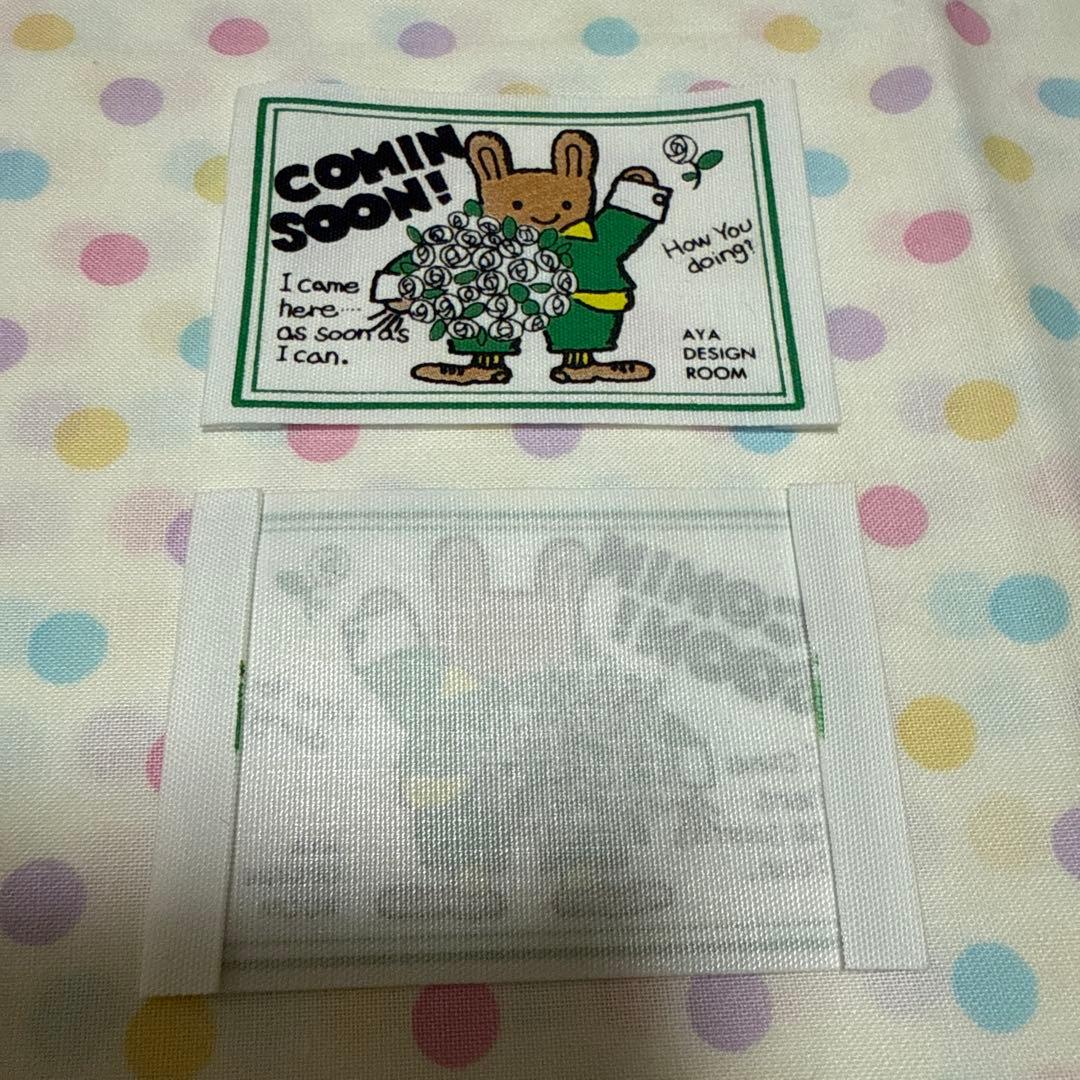 COMIN
SOON!
I came
here....
as soon as
I can.
How You
doing?
AYA
DESIGN
ROOM